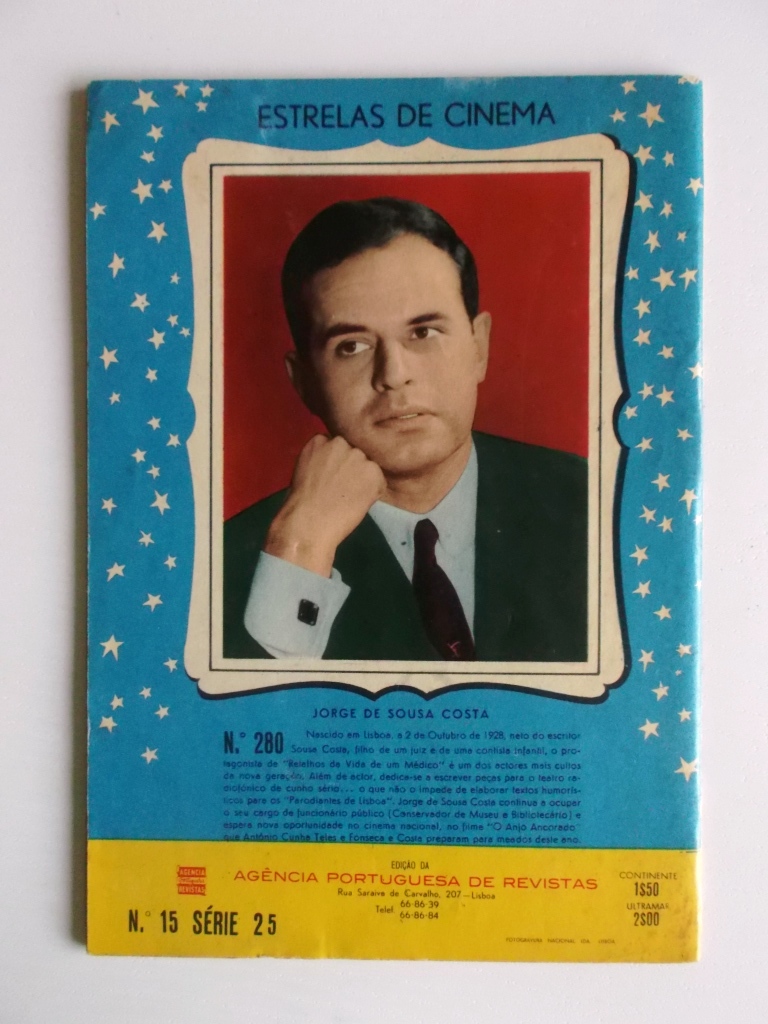 ESTRELAS DE CINEMA
JORGE DE SOUSA COSTA
N.º 280
Nascido em Lisboa, a 2 de Outubro de 1928, neto do escritor
Sousa Costa, filho de um juiz e de uma contista infantil, o pro-
tagonista de "Retalhos da Vida de um Médico" é um dos actores mais cultos
da nova geração. Além de actor, dedica-se a escrever peças para o teatro ra-
diofónico de cunho sério... o que não o impede de elaborar textos humorís-
ticos para os "Parodiantes de Lisboa". Jorge de Sousa Costa continua a ocupar
o seu cargo de funcionário público (Conservador de Museu e Bibliotecário) e
espera nova oportunidade no cinema nacional, no filme "O Anjo Ancorado"
que António Cunha Teles e Fonseca e Costa preparam para meados deste ano.
AGÊNCIA
REVISTAS
EDIÇÃO DA
AGÊNCIA PORTUGUESA DE REVISTAS
Rua Saraiva de Carvalho, 207 — Lisboa
Telef. 66-86-39
66-86-84
CONTINENTE
1$50
ULTRAMAR
2$00
N.º 15 SÉRIE 25
FOTOGRAVURA NACIONAL LDA. LISBOA